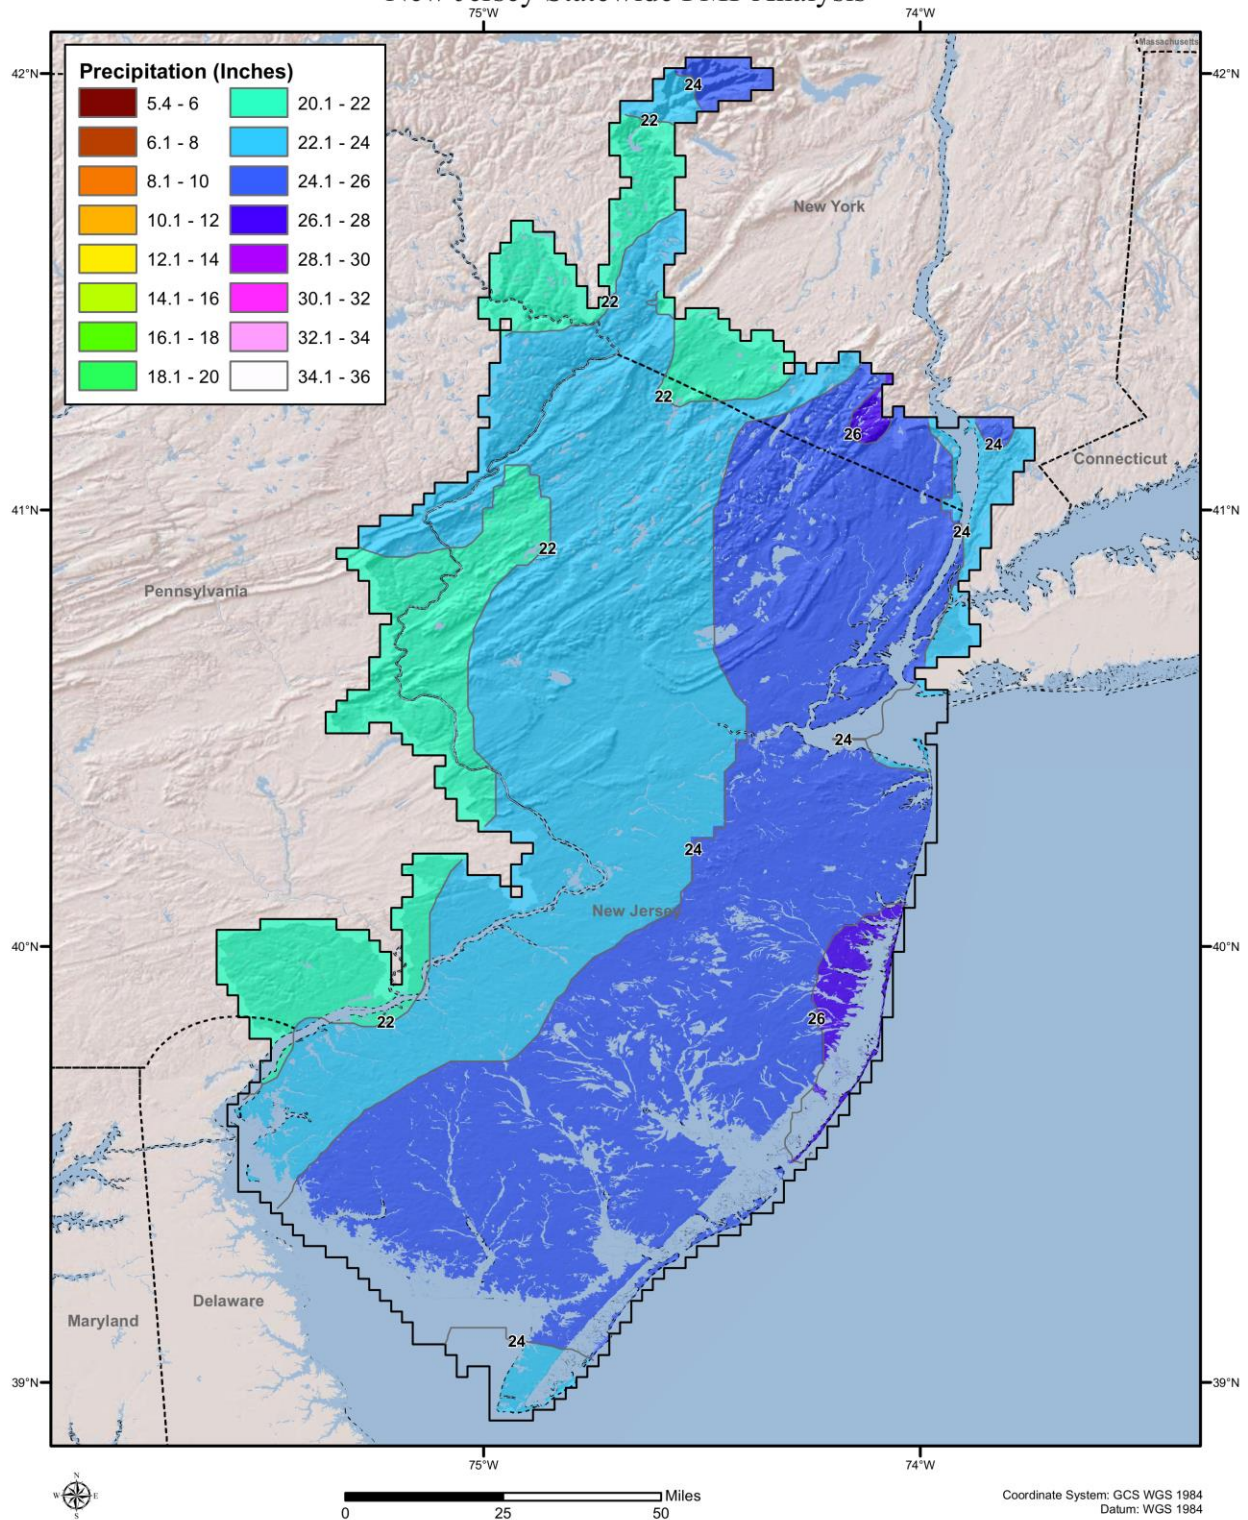 New Jersey Statewide PMP Analysis
75°W 74°W
Massachusetts
42°N 42°N
Precipitation (Inches)
5.4 - 6 20.1 - 22
6.1 - 8 22.1 - 24
8.1 - 10 24.1 - 26
10.1 - 12 26.1 - 28
12.1 - 14 28.1 - 30
14.1 - 16 30.1 - 32
16.1 - 18 32.1 - 34
18.1 - 20 34.1 - 36
24
22
New York
22
22
26
24
Connecticut
41°N 41°N
24
22
Pennsylvania
24
24
New Jersey
40°N 40°N
26
22
Delaware
Maryland
24
39°N 39°N
75°W 74°W
N
W E
S
Miles
0 25 50
Coordinate System: GCS WGS 1984
Datum: WGS 1984